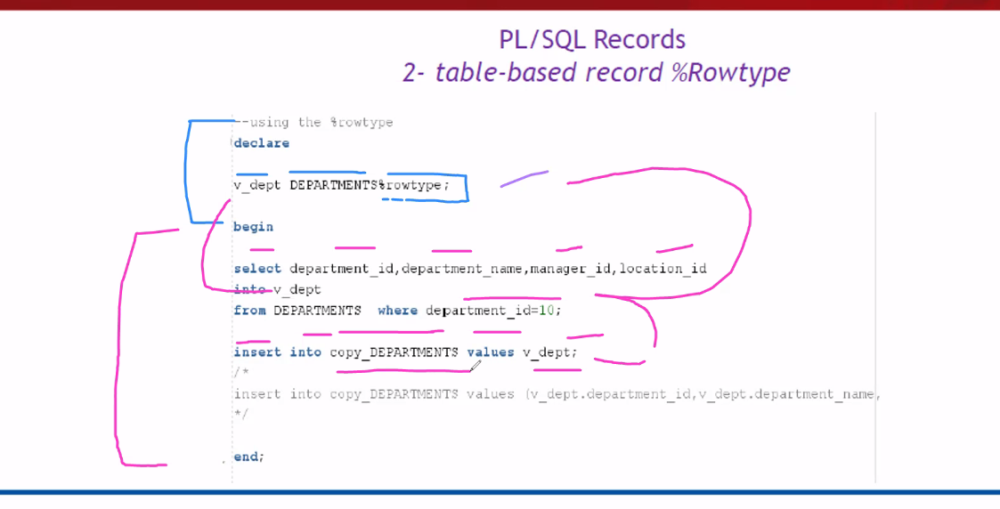 PL/SQL Records
2- table-based record %Rowtype
--using the %rowtype
declare
v_dept DEPARTMENTS%rowtype;
begin
select department_id,department_name,manager_id,location_id
into v_dept
from DEPARTMENTS  where department_id=10;
insert into copy_DEPARTMENTS values v_dept;
/*
insert into copy_DEPARTMENTS values (v_dept.department_id,v_dept.department_name,
*/
end;